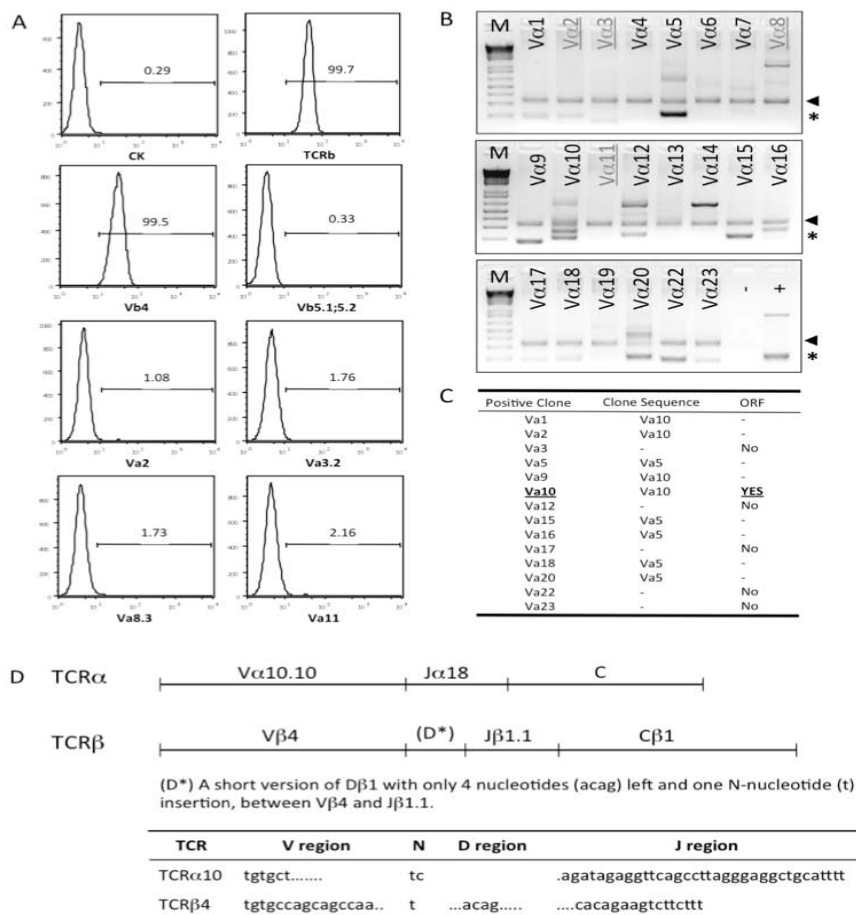 A
0.29
CK
99.7
TCRb
99.5
Vb4
0.33
Vb5.1;5.2
1.08
Va2
1.76
Va3.2
1.73
Va8.3
2.16
Va11
B
M Vα1 Vα2 Vα3 Vα4 Vα5 Vα6 Vα7 Vα8
*
M Vα9 Vα10 Vα11 Vα12 Vα13 Vα14 Vα15 Vα16
*
M Vα17 Vα18 Vα19 Vα20 Vα22 Vα23 - +
*
C
Positive Clone Clone Sequence ORF
Va1 Va10 -
Va2 Va10 -
Va3 - No
Va5 Va5 -
Va9 Va10 -
Va10 Va10 YES
Va12 - No
Va15 Va5 -
Va16 Va5 -
Va17 - No
Va18 Va5 -
Va20 Va5 -
Va22 - No
Va23 - No
D TCRα Vα10.10 Jα18 C
TCRβ Vβ4 (D*) Jβ1.1 Cβ1
(D*) A short version of Dβ1 with only 4 nucleotides (acag) left and one N-nucleotide (t)
insertion, between Vβ4 and Jβ1.1.
TCR V region N D region J region
TCRα10 tgtgct....... tc .agatagaggttcagccttagggaggctgcatttt
TCRβ4 tgtgccagcagccaa.. t ...acag..... ....cacagaagtcttcttt